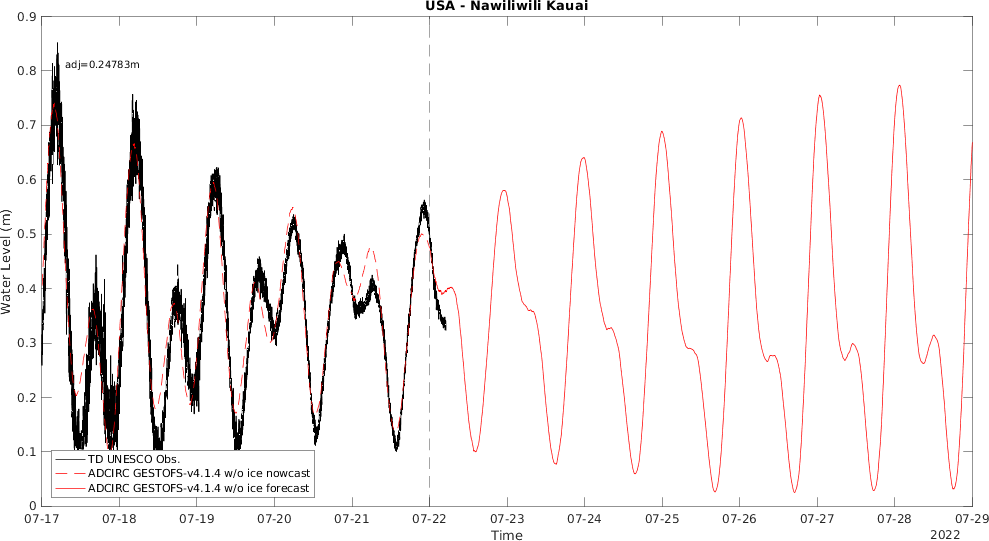 USA - Nawiliwili Kauai
0.9
0.8
0.7
0.6
0.5
0.4
0.3
0.2
0.1
0
Water Level (m)
adj=0.24783m
TD UNESCO Obs.
ADCIRC GESTOFS-v4.1.4 w/o ice nowcast
ADCIRC GESTOFS-v4.1.4 w/o ice forecast
07-17 07-18 07-19 07-20 07-21 07-22 07-23 07-24 07-25 07-26 07-27 07-28 07-29
Time
2022